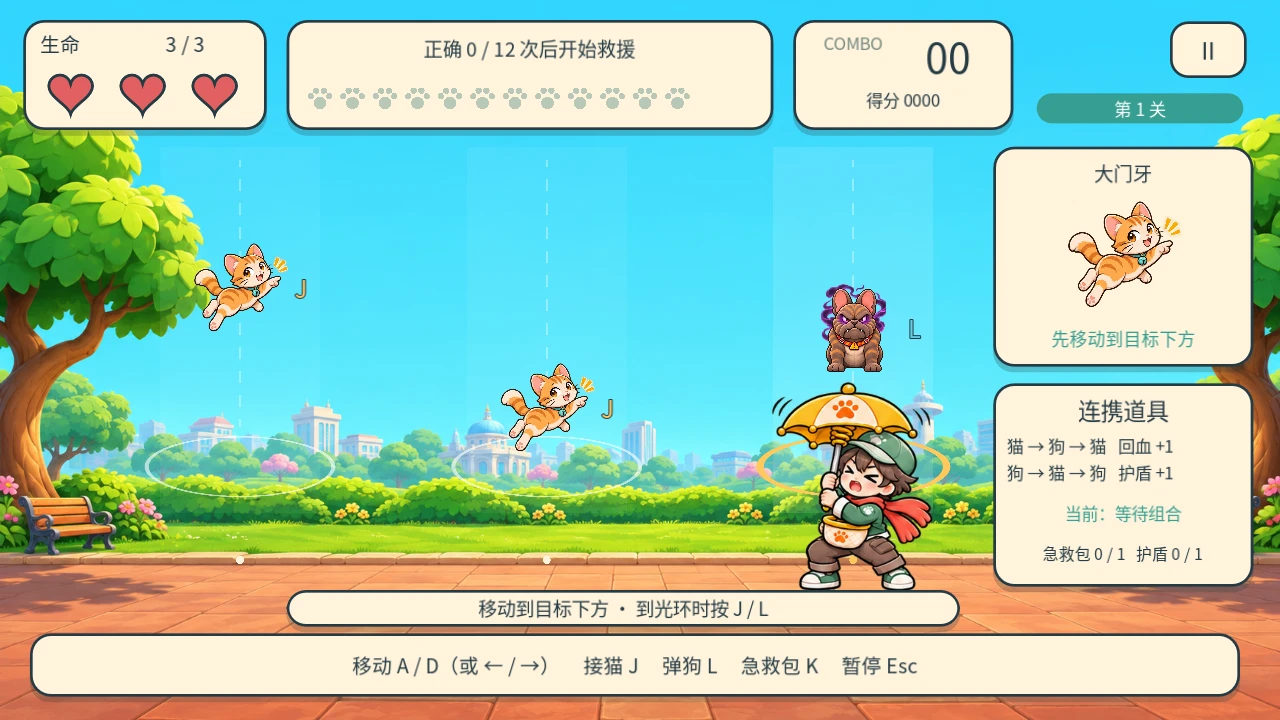 生命 3 / 3
正确 0 / 12 次后开始救援
COMBO 00
得分 0000
II
第 1 关
大门牙
先移动到目标下方
J
J
L
连携道具
猫 → 狗 → 猫 回血 +1
狗 → 猫 → 狗 护盾 +1
当前：等待组合
急救包 0 / 1 护盾 0 / 1
移动到目标下方 · 到光环时按 J / L
移动 A / D（或 ← / →） 接猫 J 弹狗 L 急救包 K 暂停 Esc